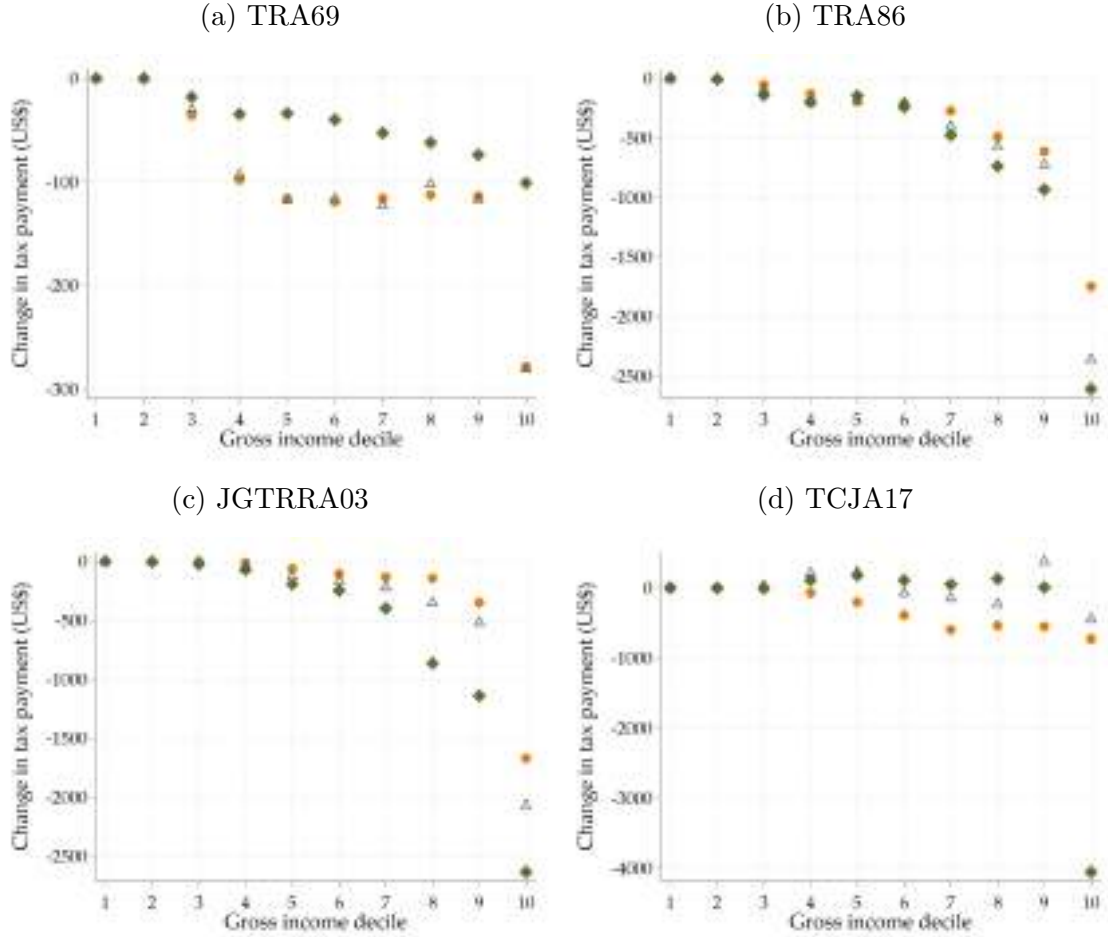 (a) TRA69
Change in tax payment (US$)
0
-100
-200
-300
1 2 3 4 5 6 7 8 9 10
Gross income decile
(b) TRA86
Change in tax payment (US$)
0
-500
-1000
-1500
-2000
-2500
1 2 3 4 5 6 7 8 9 10
Gross income decile
(c) JGTRRA03
Change in tax payment (US$)
0
-500
-1000
-1500
-2000
-2500
1 2 3 4 5 6 7 8 9 10
Gross income decile
(d) TCJA17
Change in tax payment (US$)
0
-1000
-2000
-3000
-4000
1 2 3 4 5 6 7 8 9 10
Gross income decile